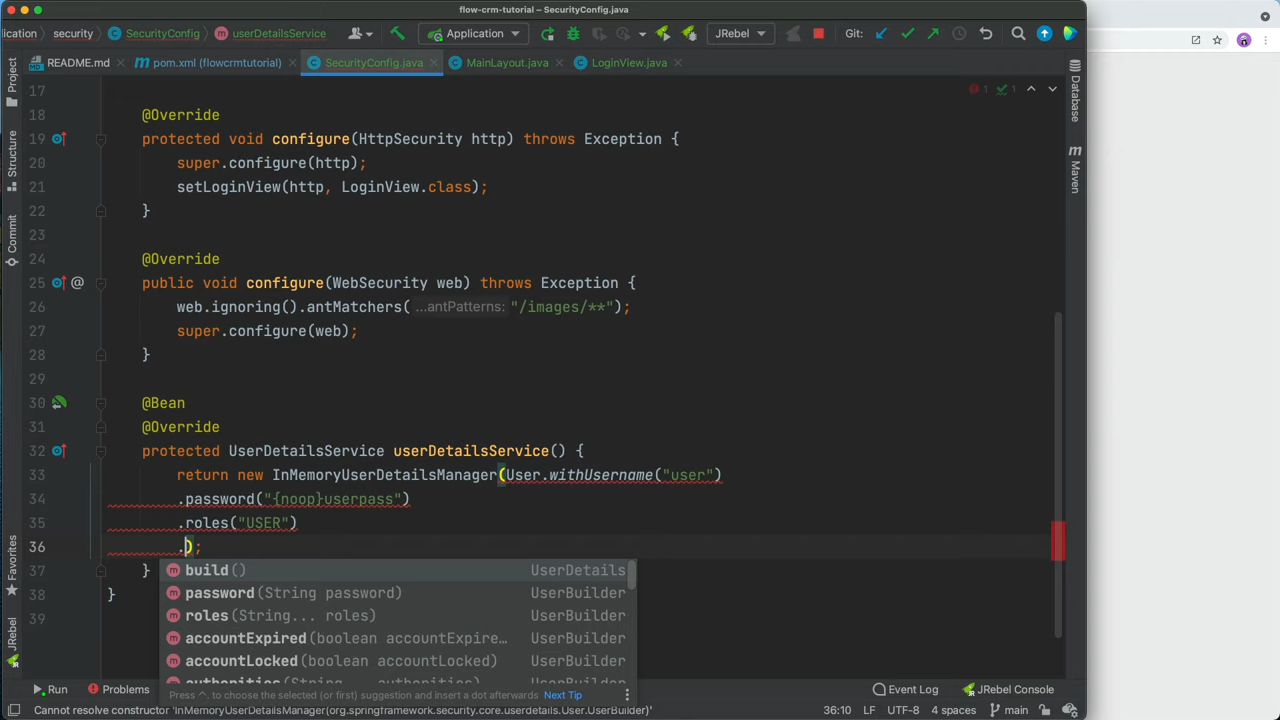 flow-crm-tutorial – SecurityConfig.java
ication security SecurityConfig userDetailsService Application JRebel Git:
README.md pom.xml (flowcrmtutorial) SecurityConfig.java MainLayout.java LoginView.java
Project
Structure
Commit
Favorites
JRebel
Database
Maven
1 1
17
18 @Override
19 protected void configure(HttpSecurity http) throws Exception {
20 super.configure(http);
21 setLoginView(http, LoginView.class);
22 }
23
24 @Override
25 public void configure(WebSecurity web) throws Exception {
26 web.ignoring().antMatchers( ...antPatterns: "/images/**");
27 super.configure(web);
28 }
29
30 @Bean
31 @Override
32 protected UserDetailsService userDetailsService() {
33 return new InMemoryUserDetailsManager(User.withUsername("user")
34 .password("{noop}userpass")
35 .roles("USER")
36 .);
37 }
38 }
39
build() UserDetails
password(String password) UserBuilder
roles(String... roles) UserBuilder
accountExpired(boolean accountExpire… UserBuilder
accountLocked(boolean accountLocked) UserBuilder
authorities(String... authorities) UserBuilder
Press ^. to choose the selected (or first) suggestion and insert a dot afterwards Next Tip
Run Problems Event Log JRebel Console
Cannot resolve constructor 'InMemoryUserDetailsManager(org.springframework.security.core.userdetails.User.UserBuilder)' 36:10 LF UTF-8 4 spaces main